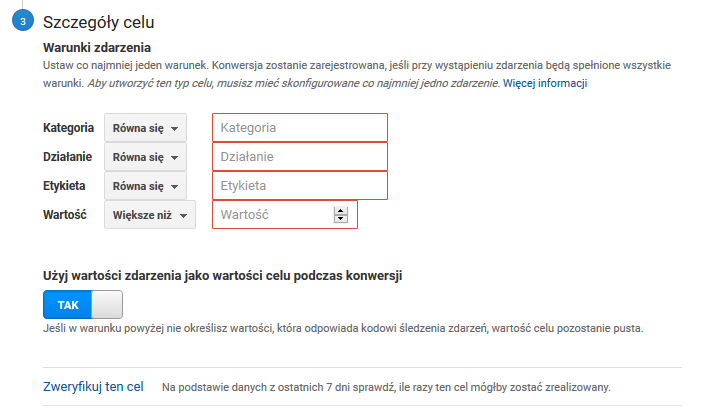 3 Szczegóły celu
Warunki zdarzenia
Ustaw co najmniej jeden warunek. Konwersja zostanie zarejestrowana, jeśli przy wystąpieniu zdarzenia będą spełnione wszystkie
warunki. Aby utworzyć ten typ celu, musisz mieć skonfigurowane co najmniej jedno zdarzenie. Więcej informacji
Kategoria Równa się Kategoria
Działanie Równa się Działanie
Etykieta Równa się Etykieta
Wartość Większe niż Wartość
Użyj wartości zdarzenia jako wartości celu podczas konwersji
TAK
Jeśli w warunku powyżej nie określisz wartości, która odpowiada kodowi śledzenia zdarzeń, wartość celu pozostanie pusta.
Zweryfikuj ten cel Na podstawie danych z ostatnich 7 dni sprawdź, ile razy ten cel mógłby zostać zrealizowany.